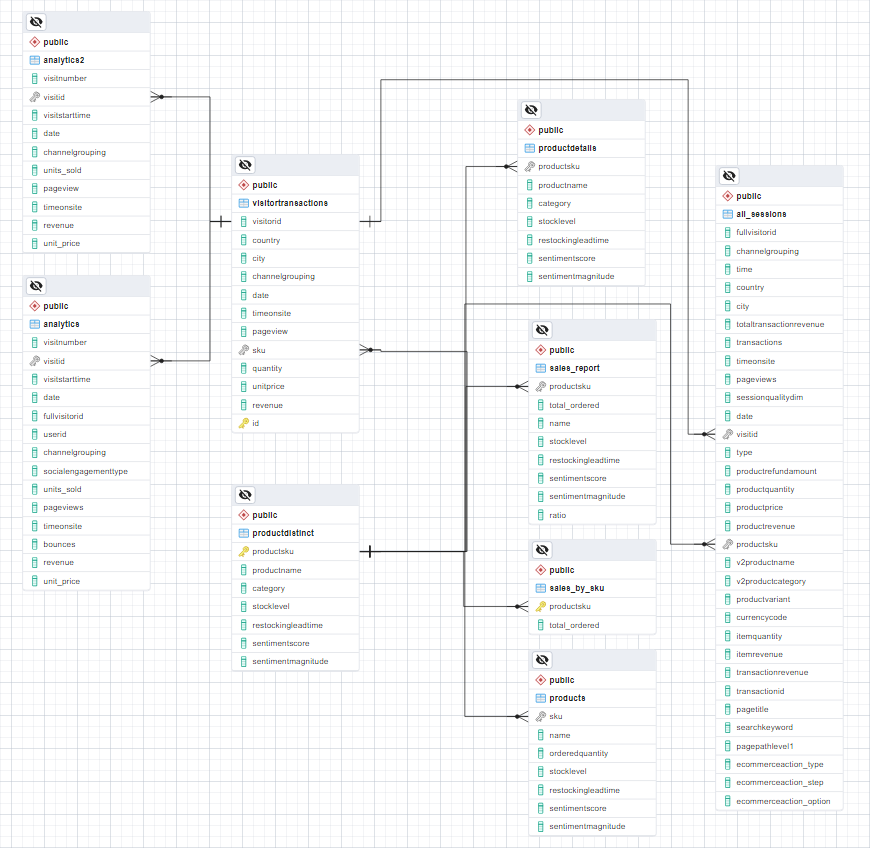 public
analytics2
visitnumber
visitid
visitstarttime
date
channelgrouping
units_sold
pageview
timeonsite
revenue
unit_price
public
analytics
visitnumber
visitid
visitstarttime
date
fullvisitorid
userid
channelgrouping
socialengagementtype
units_sold
pageviews
timeonsite
bounces
revenue
unit_price
public
visitortransactions
visitorid
country
city
channelgrouping
date
timeonsite
pageview
sku
quantity
unitprice
revenue
id
public
productdistinct
productsku
productname
category
stocklevel
restockingleadtime
sentimentscore
sentimentmagnitude
public
productdetails
productsku
productname
category
stocklevel
restockingleadtime
sentimentscore
sentimentmagnitude
public
sales_report
productsku
total_ordered
name
stocklevel
restockingleadtime
sentimentscore
sentimentmagnitude
ratio
public
sales_by_sku
productsku
total_ordered
public
products
sku
name
orderedquantity
stocklevel
restockingleadtime
sentimentscore
sentimentmagnitude
public
all_sessions
fullvisitorid
channelgrouping
time
country
city
totaltransactionrevenue
transactions
timeonsite
pageviews
sessionqualitydim
date
visitid
type
productrefundamount
productquantity
productprice
productrevenue
productsku
v2productname
v2productcategory
productvariant
currencycode
itemquantity
itemrevenue
transactionrevenue
transactionid
pagetitle
searchkeyword
pagepathlevel1
ecommerceaction_type
ecommerceaction_step
ecommerceaction_option